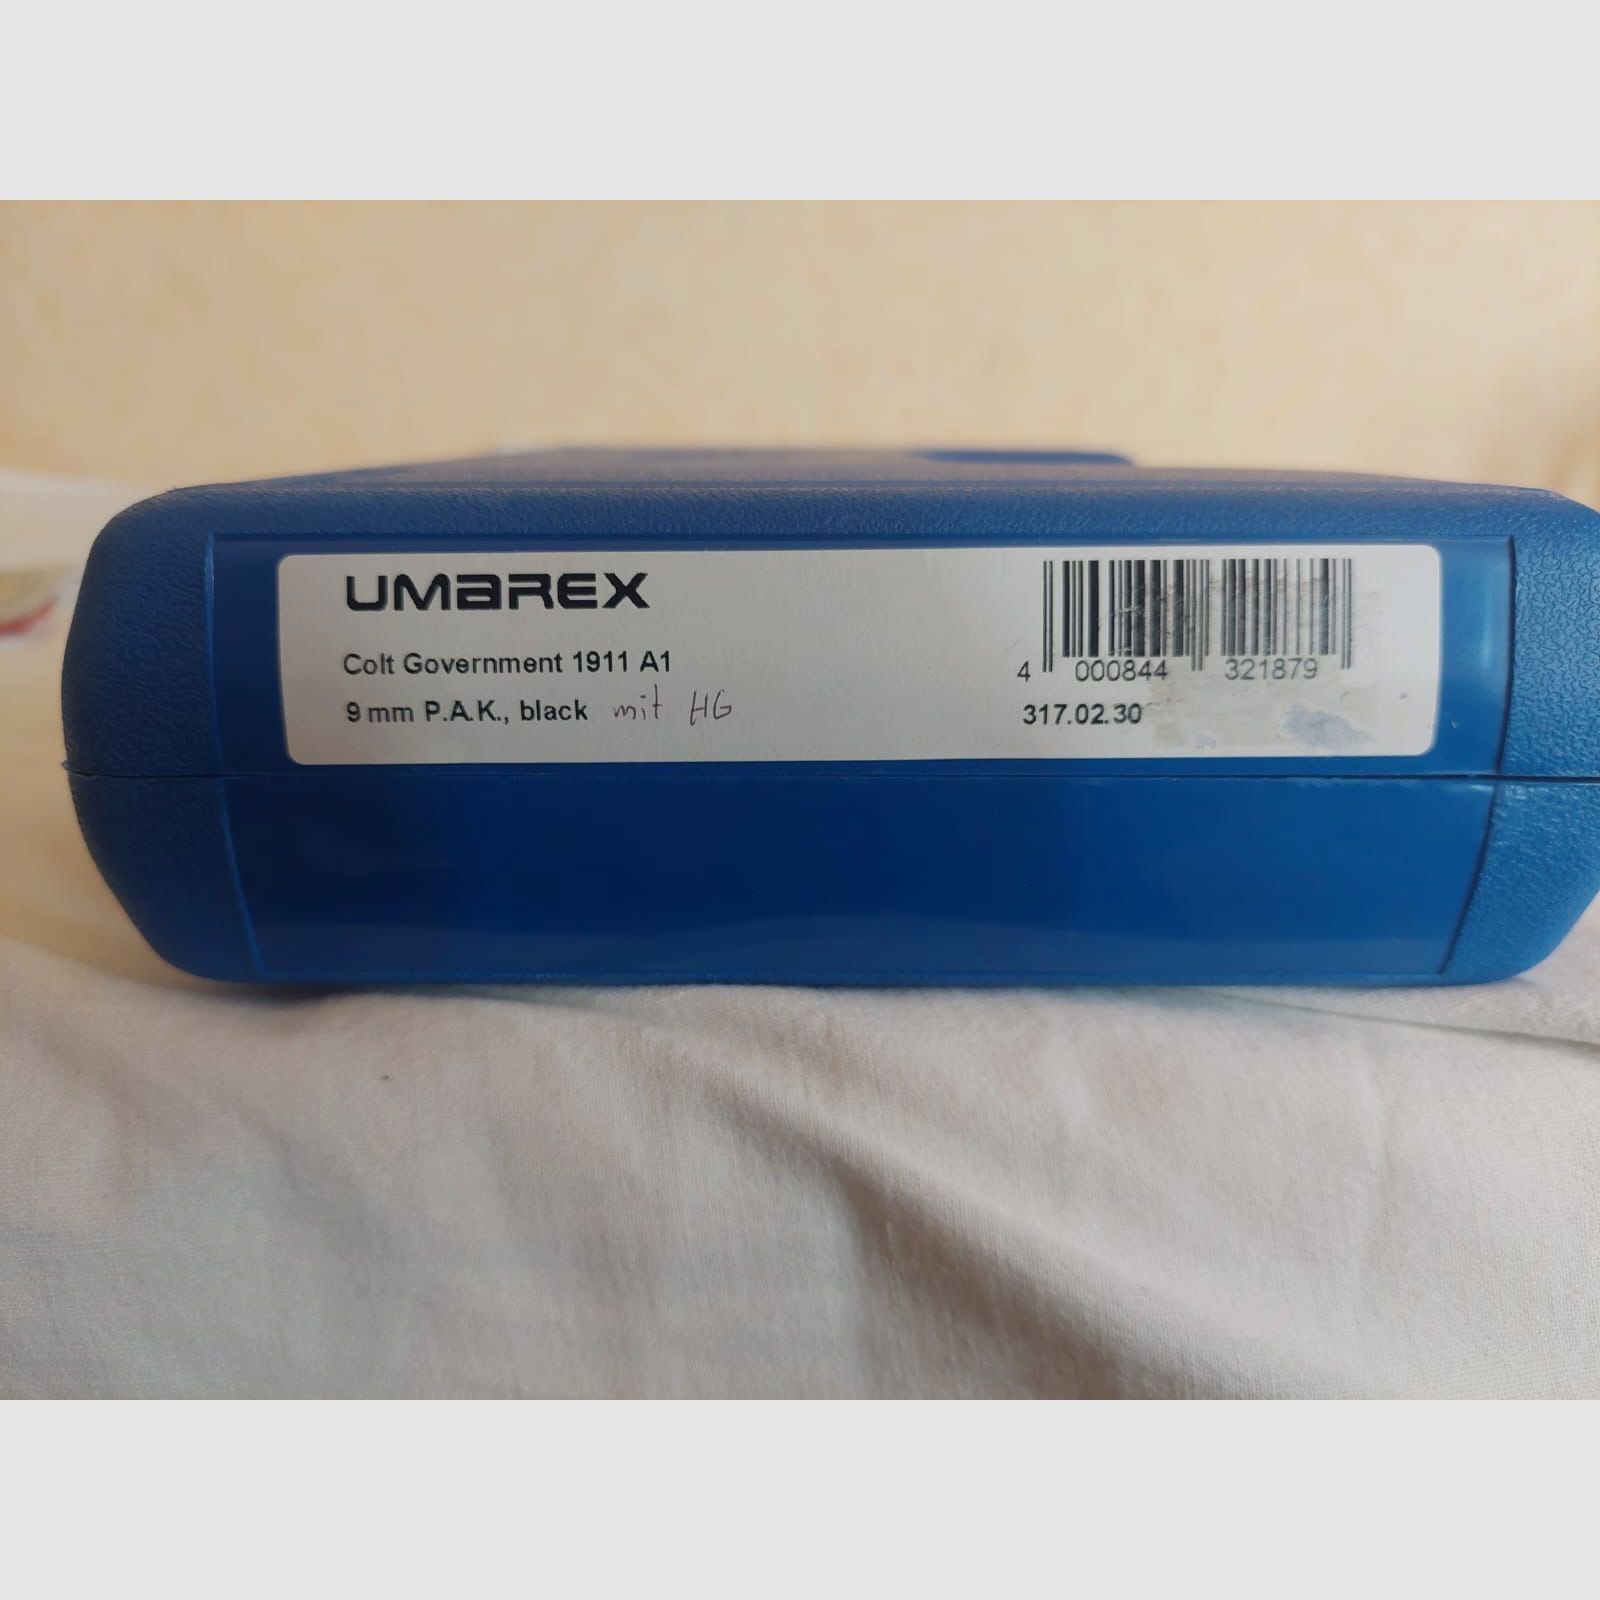 UMAREX
Colt Government 1911 A1
9 mm P.A.K., black mit HG
4 000844 321879
317.02.30